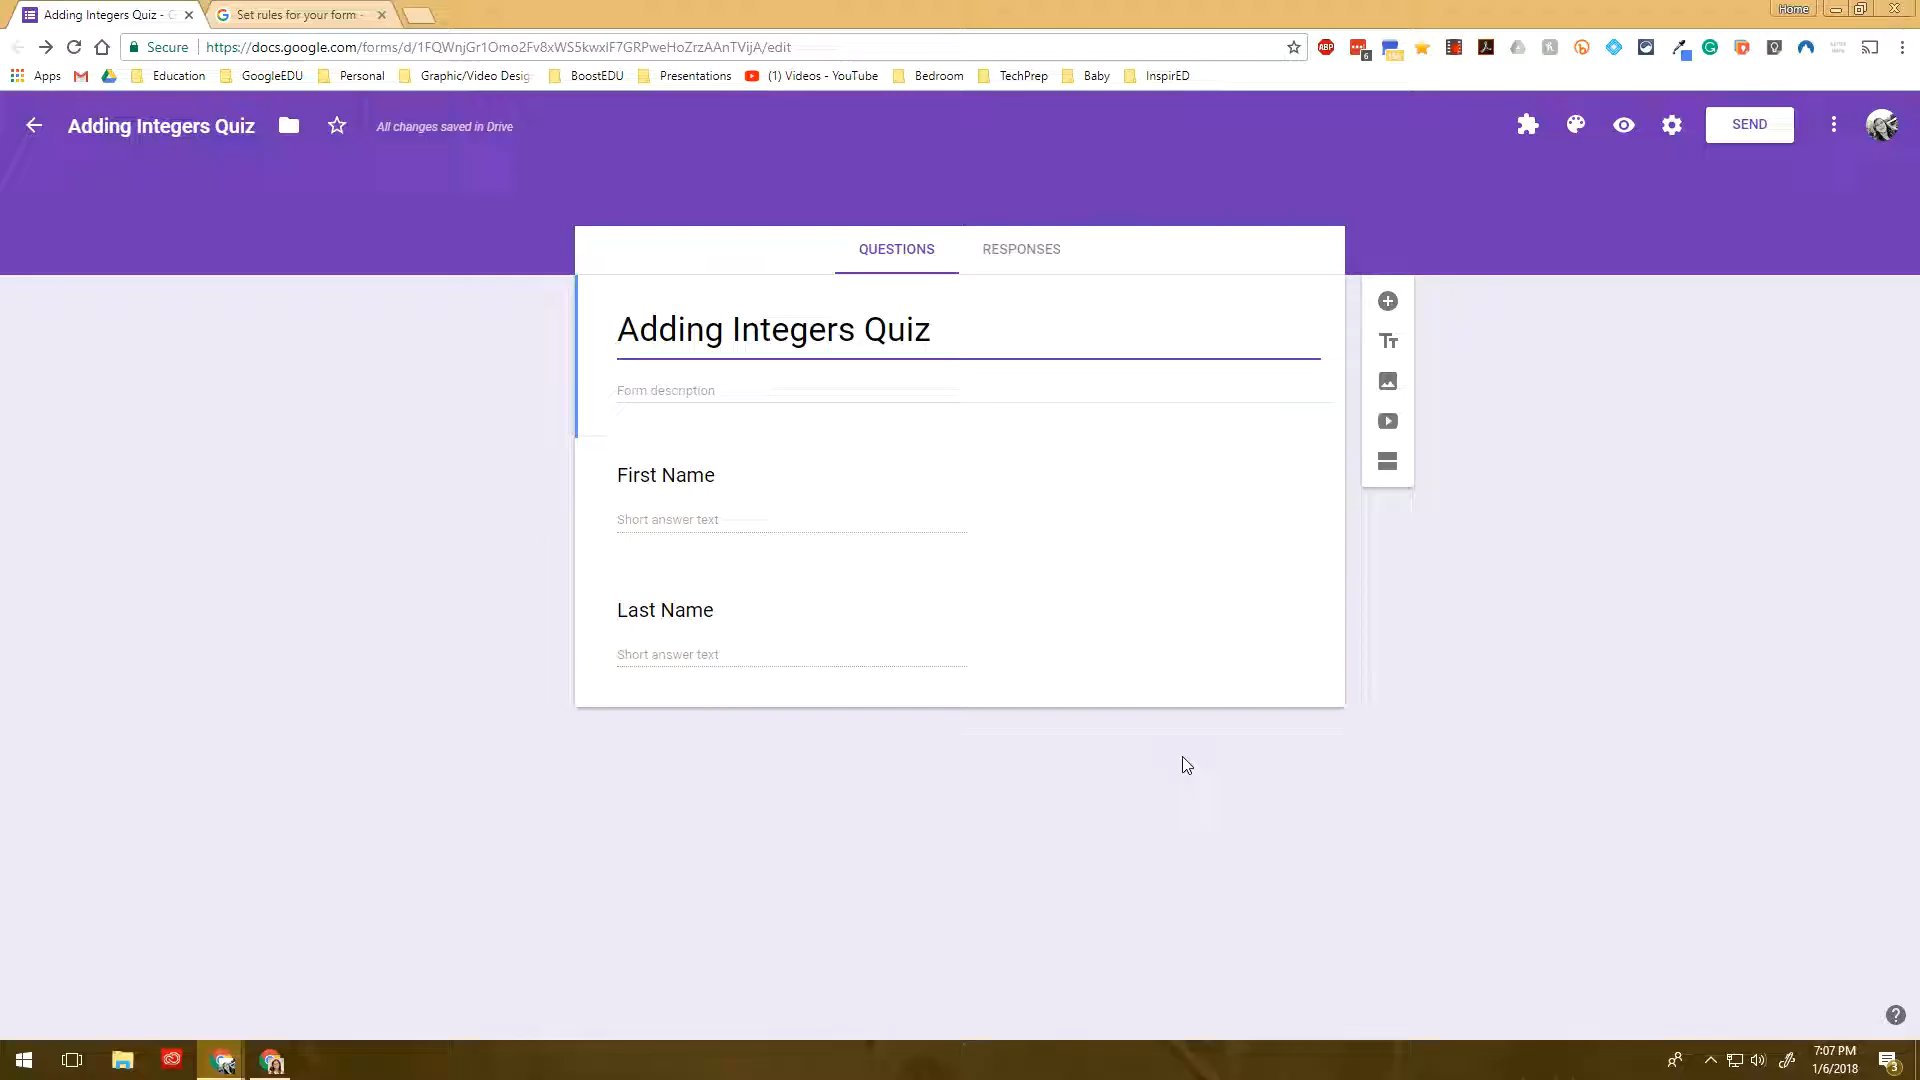 Adding Integers Quiz - G
Set rules for your form -
Home
Secure
https://docs.google.com/forms/d/1FQWnjGr1Omo2Fv8xWS5kwxIF7GRPweHoZrzAAnTVijA/edit
ABP
6
Apps
Education
GoogleEDU
Personal
Graphic/Video Desig
BoostEDU
Presentations
(1) Videos - YouTube
Bedroom
TechPrep
Baby
InspirED
Adding Integers Quiz
All changes saved in Drive
SEND
QUESTIONS
RESPONSES
Adding Integers Quiz
Form description
First Name
Short answer text
Last Name
Short answer text
7:07 PM
1/6/2018
3